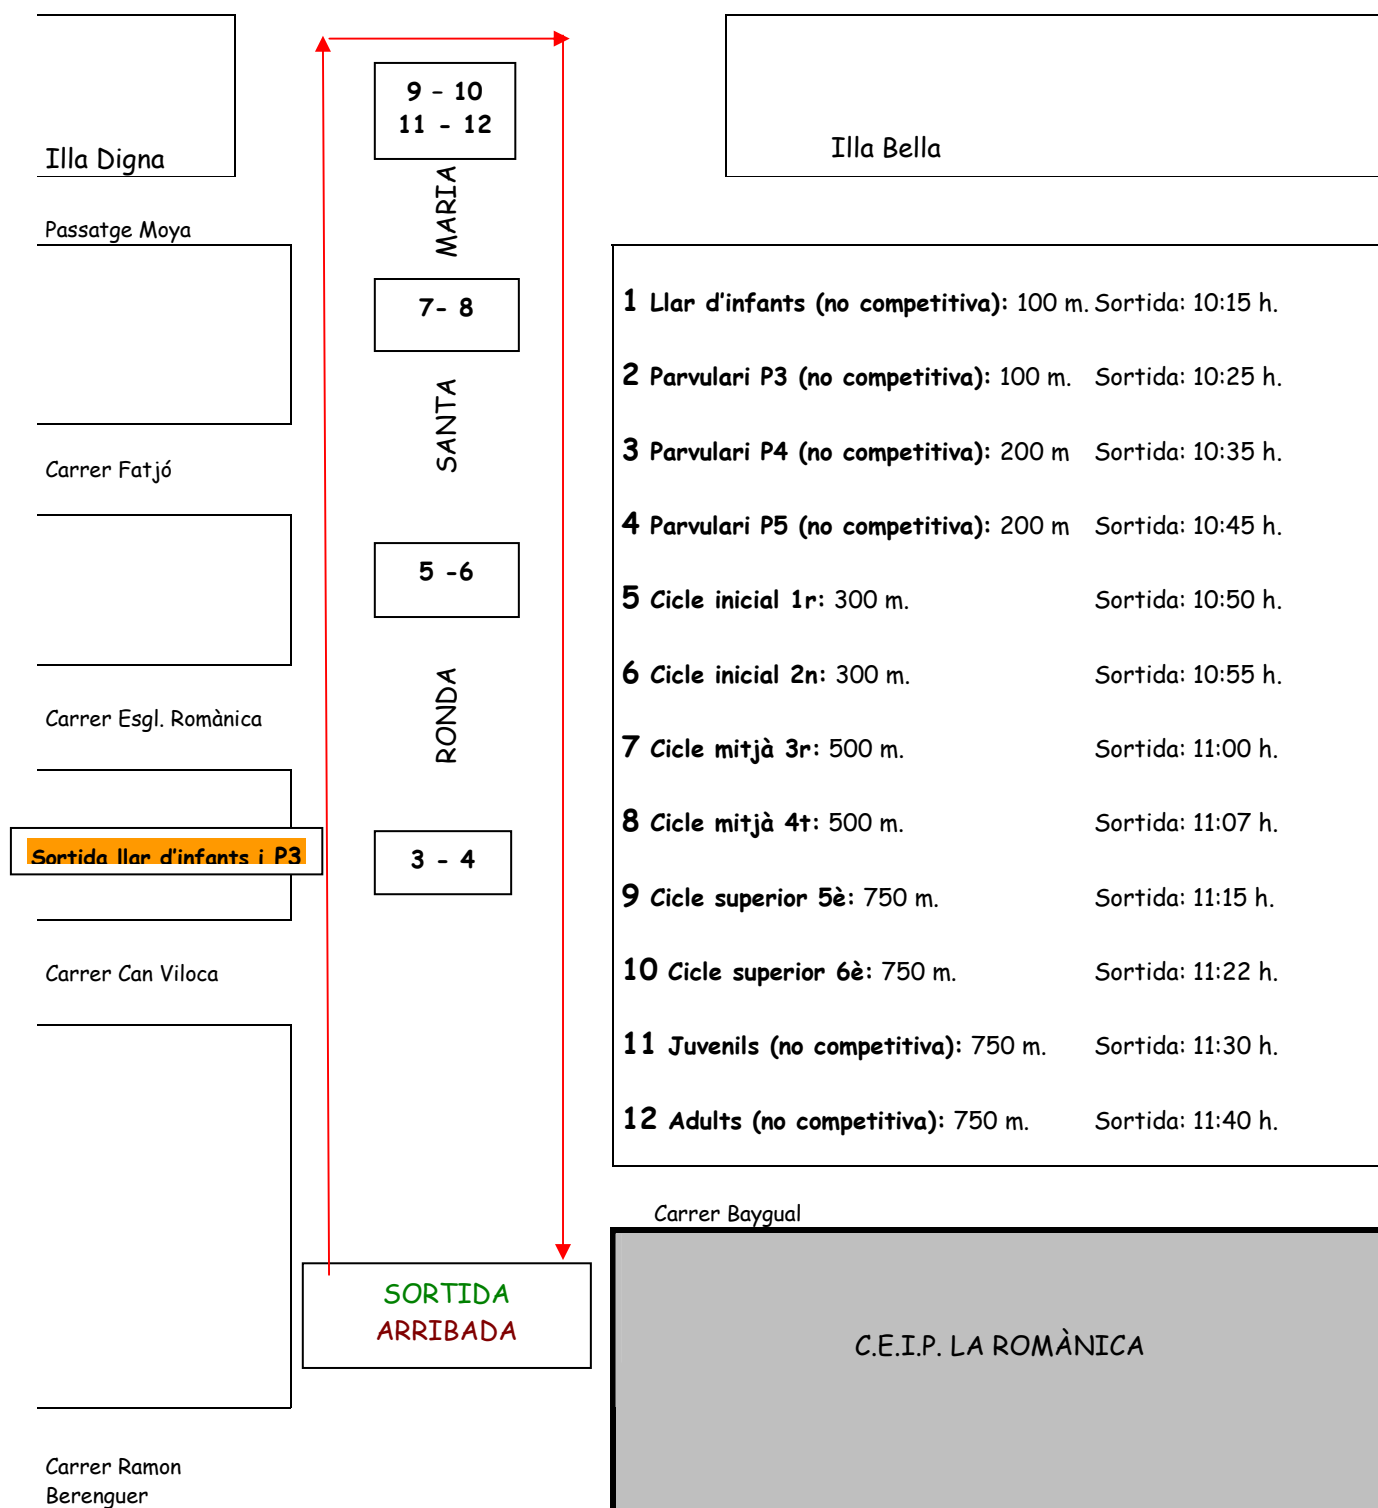 9 – 10
11 - 12
Illa Digna
Illa Bella
MARIA
Passatge Moya
7- 8
1 Llar d'infants (no competitiva): 100 m. Sortida: 10:15 h.
2 Parvulari P3 (no competitiva): 100 m. Sortida: 10:25 h.
SANTA
3 Parvulari P4 (no competitiva): 200 m Sortida: 10:35 h.
Carrer Fatjó
4 Parvulari P5 (no competitiva): 200 m Sortida: 10:45 h.
5 -6
5 Cicle inicial 1r: 300 m. Sortida: 10:50 h.
6 Cicle inicial 2n: 300 m. Sortida: 10:55 h.
Carrer Esgl. Romànica
RONDA
7 Cicle mitjà 3r: 500 m. Sortida: 11:00 h.
8 Cicle mitjà 4t: 500 m. Sortida: 11:07 h.
Sortida llar d'infants i P3
3 - 4
9 Cicle superior 5è: 750 m. Sortida: 11:15 h.
Carrer Can Viloca
10 Cicle superior 6è: 750 m. Sortida: 11:22 h.
11 Juvenils (no competitiva): 750 m. Sortida: 11:30 h.
12 Adults (no competitiva): 750 m. Sortida: 11:40 h.
Carrer Baygual
SORTIDA
ARRIBADA
C.E.I.P. LA ROMÀNICA
Carrer Ramon
Berenguer